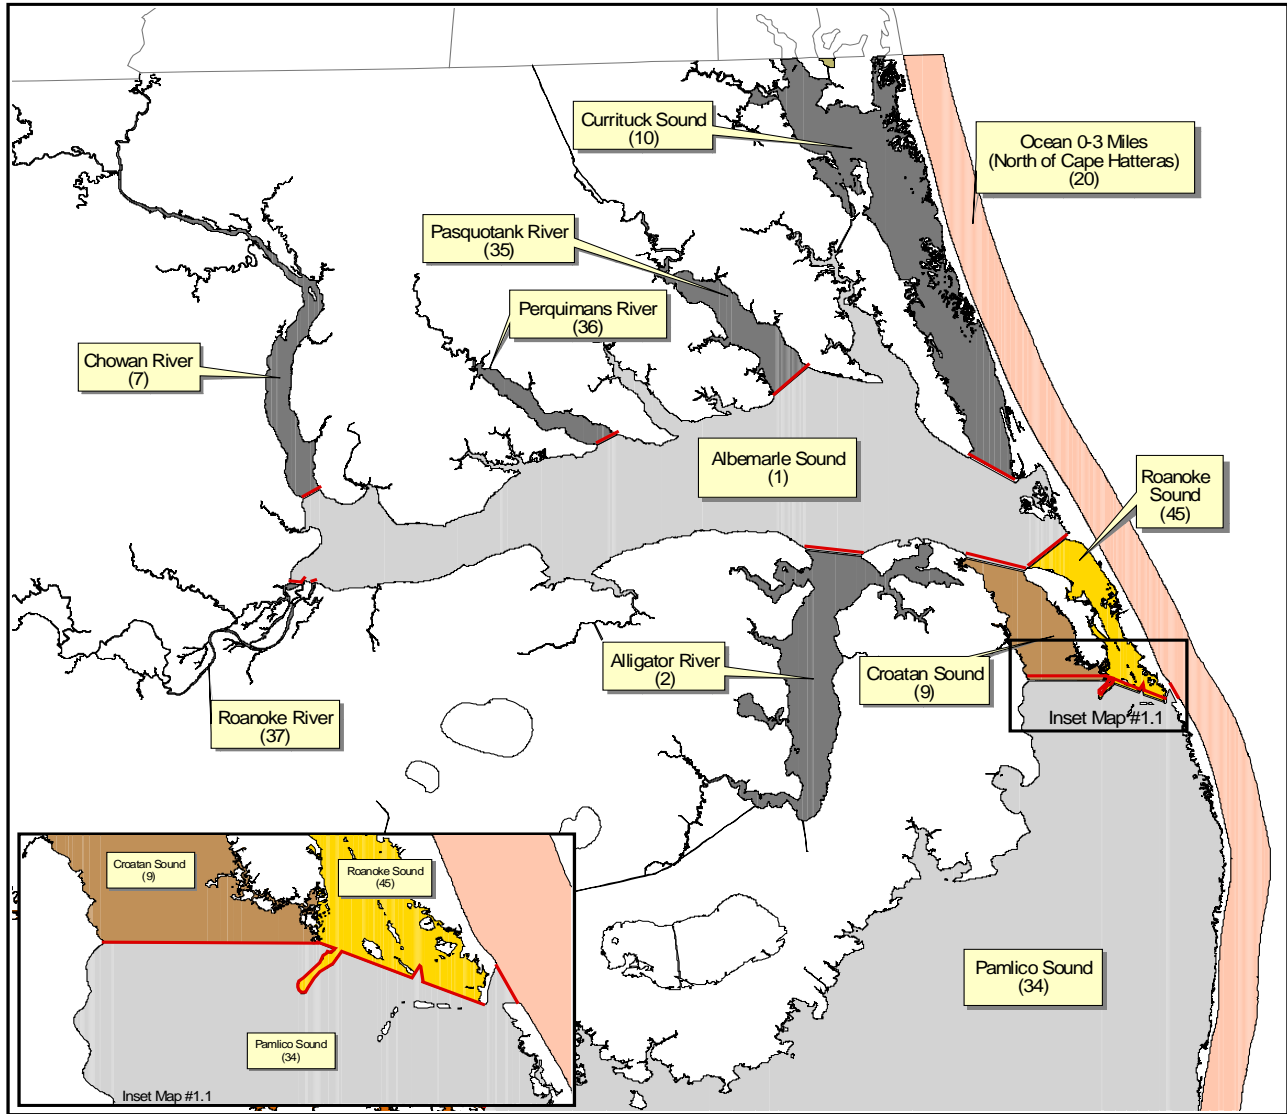 Currituck Sound
(10)
Ocean 0-3 Miles
(North of Cape Hatteras)
(20)
Pasquotank River
(35)
Perquimans River
(36)
Chowan River
(7)
Albemarle Sound
(1)
Roanoke
Sound
(45)
Alligator River
(2)
Croatan Sound
(9)
Roanoke River
(37)
Inset Map #1.1
Pamlico Sound
(34)
Croatan Sound
(9)
Roanoke Sound
(45)
Pamlico Sound
(34)
Inset Map #1.1